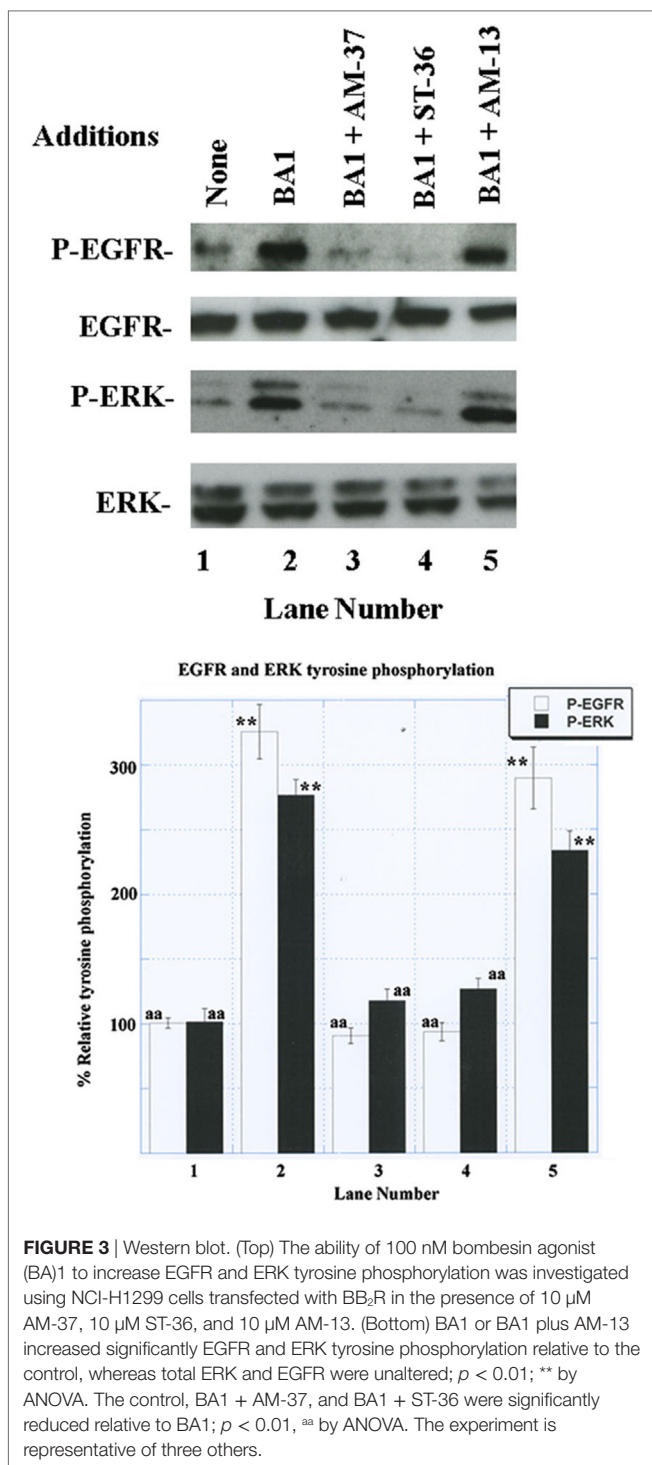 Additions
None
BA1
BA1 + AM-37
BA1 + ST-36
BA1 + AM-13
P-EGFR-
EGFR-
P-ERK-
ERK-
1 2 3 4 5
Lane Number
EGFR and ERK tyrosine phosphorylation
P-EGFR
P-ERK
% Relative tyrosine phosphorylation
300
200
100
** **
** **
aa aa
aa aa
aa aa
1 2 3 4 5
Lane Number
FIGURE 3 | Western blot. (Top) The ability of 100 nM bombesin agonist
(BA)1 to increase EGFR and ERK tyrosine phosphorylation was investigated
using NCI-H1299 cells transfected with BB₂R in the presence of 10 µM
AM-37, 10 µM ST-36, and 10 µM AM-13. (Bottom) BA1 or BA1 plus AM-13
increased significantly EGFR and ERK tyrosine phosphorylation relative to the
control, whereas total ERK and EGFR were unaltered; p < 0.01; ** by
ANOVA. The control, BA1 + AM-37, and BA1 + ST-36 were significantly
reduced relative to BA1; p < 0.01, ᵃᵃ by ANOVA. The experiment is
representative of three others.